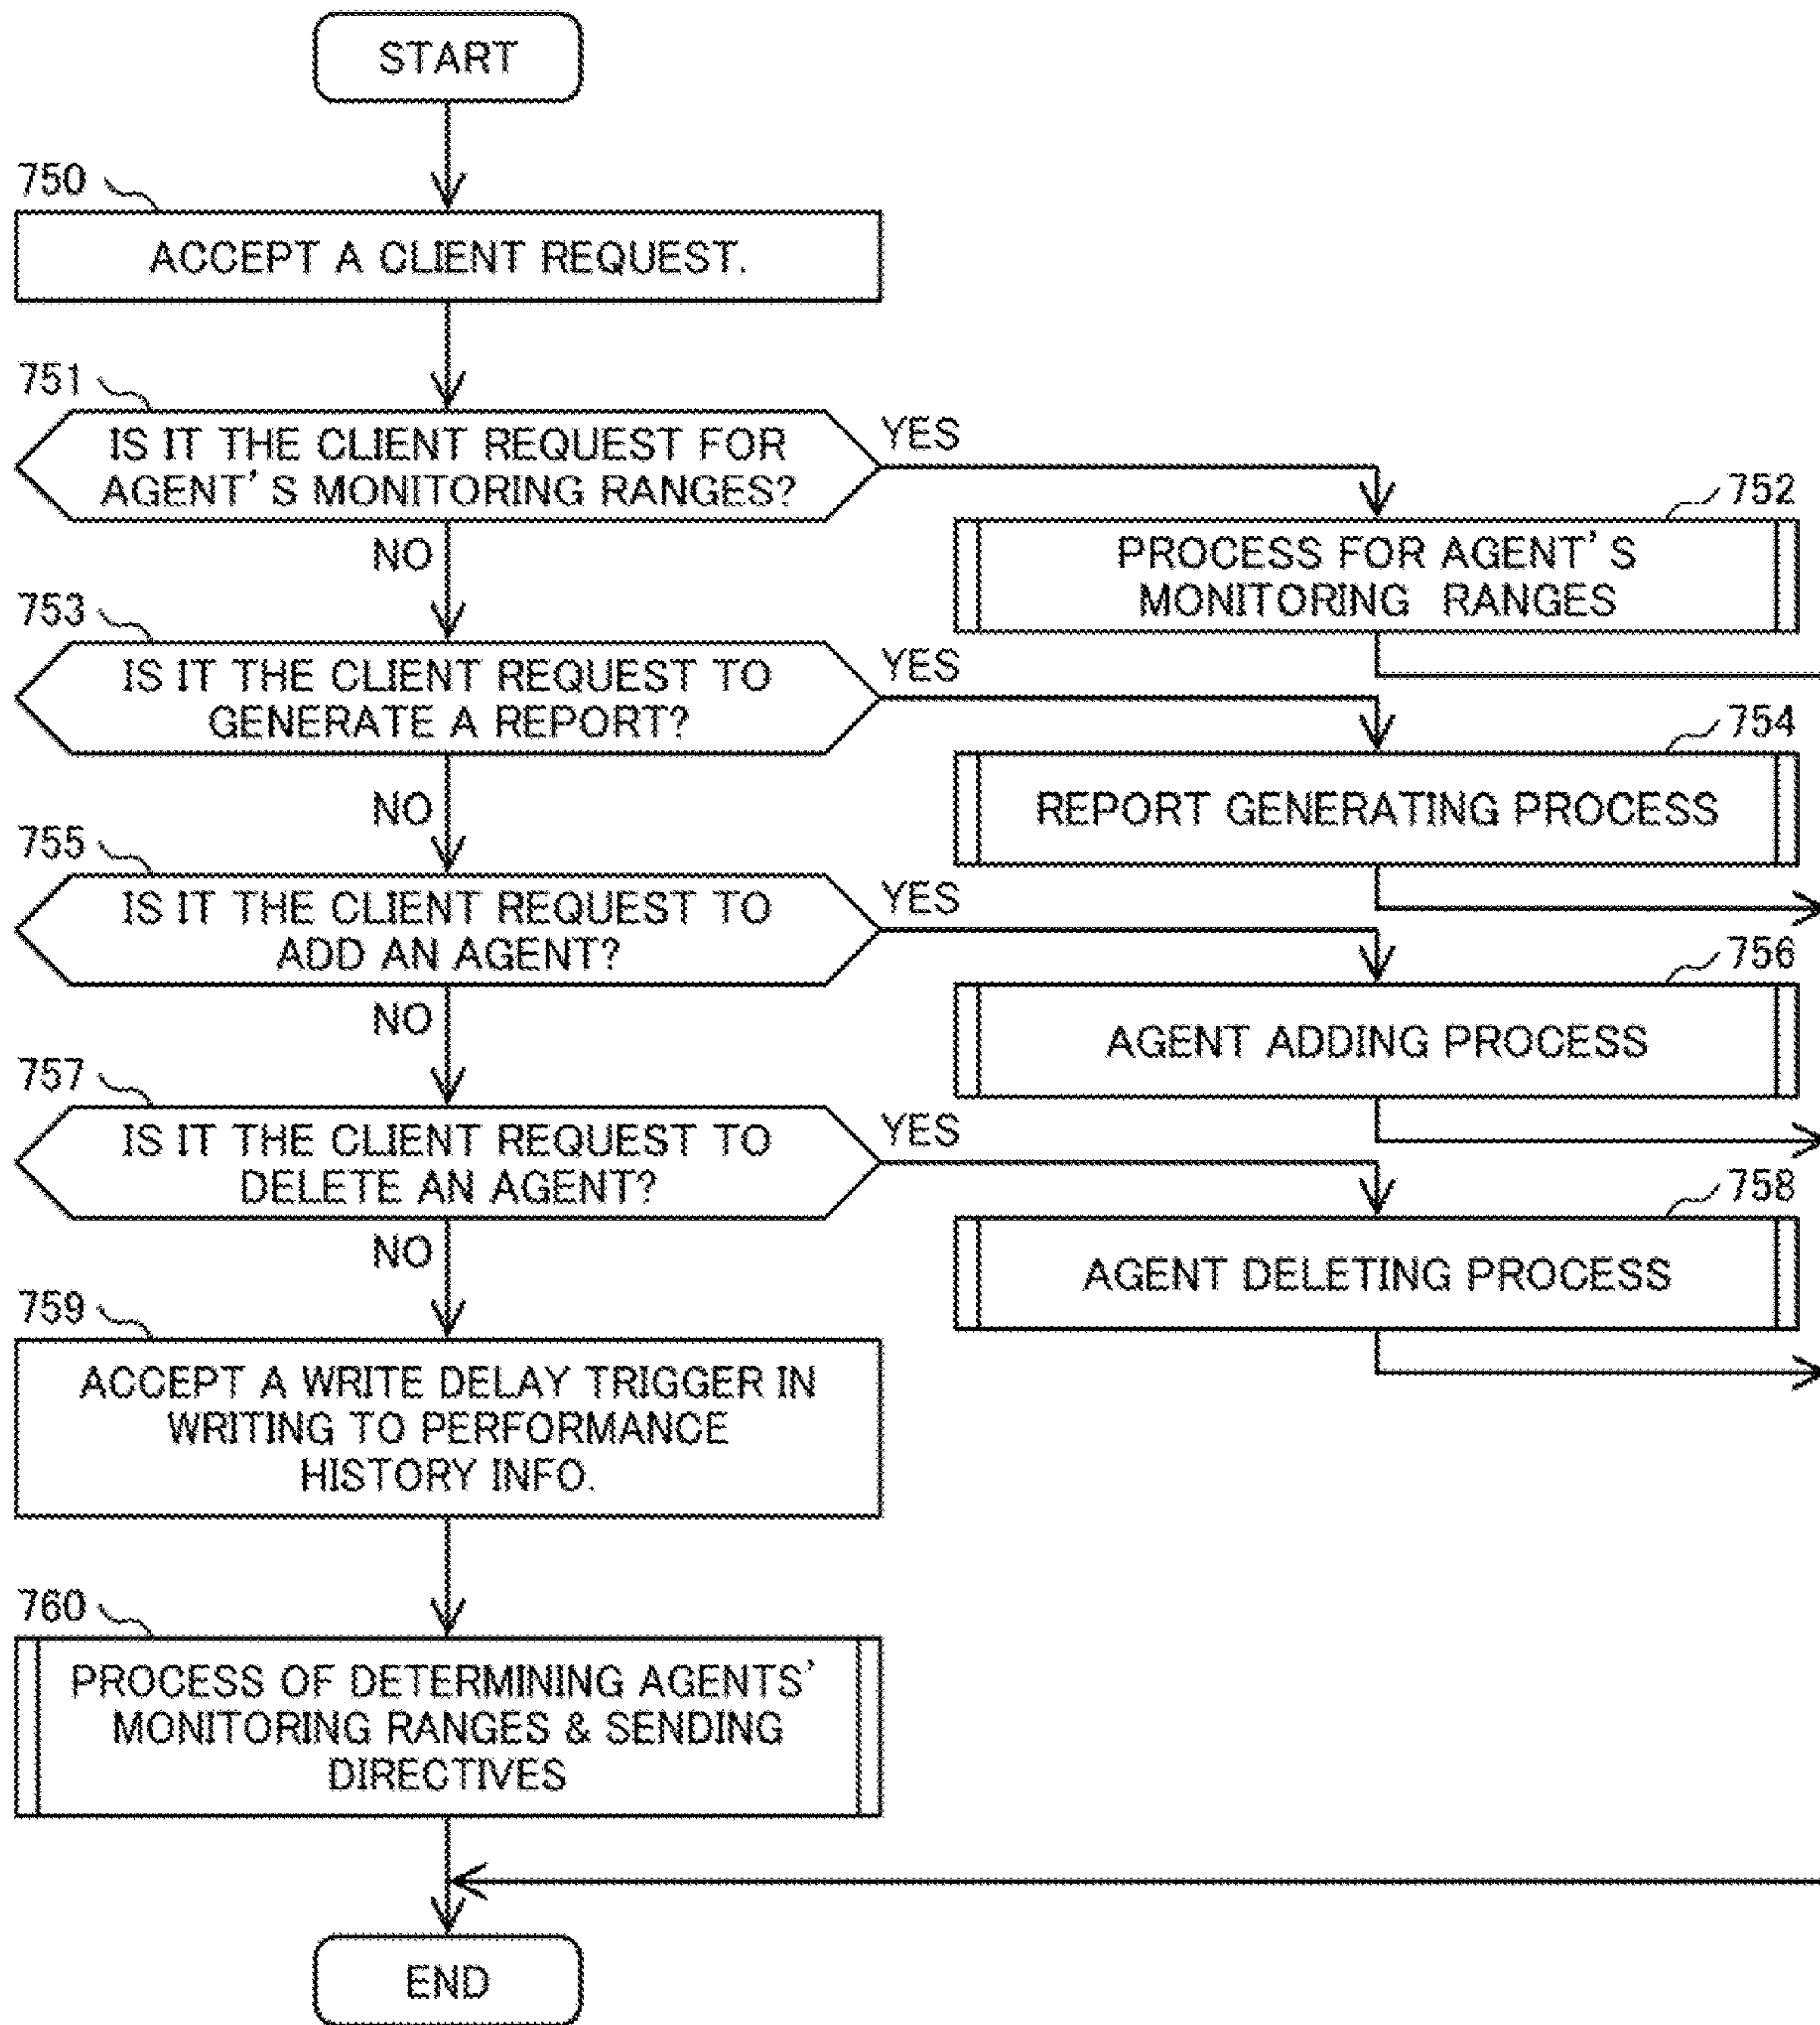 START
750
ACCEPT A CLIENT REQUEST.
751
IS IT THE CLIENT REQUEST FOR
AGENT'S MONITORING RANGES?
YES
NO
752
PROCESS FOR AGENT'S
MONITORING RANGES
753
IS IT THE CLIENT REQUEST TO
GENERATE A REPORT?
YES
NO
754
REPORT GENERATING PROCESS
755
IS IT THE CLIENT REQUEST TO
ADD AN AGENT?
YES
NO
756
AGENT ADDING PROCESS
757
IS IT THE CLIENT REQUEST TO
DELETE AN AGENT?
YES
NO
758
AGENT DELETING PROCESS
759
ACCEPT A WRITE DELAY TRIGGER IN
WRITING TO PERFORMANCE
HISTORY INFO.
760
PROCESS OF DETERMINING AGENTS'
MONITORING RANGES & SENDING
DIRECTIVES
END